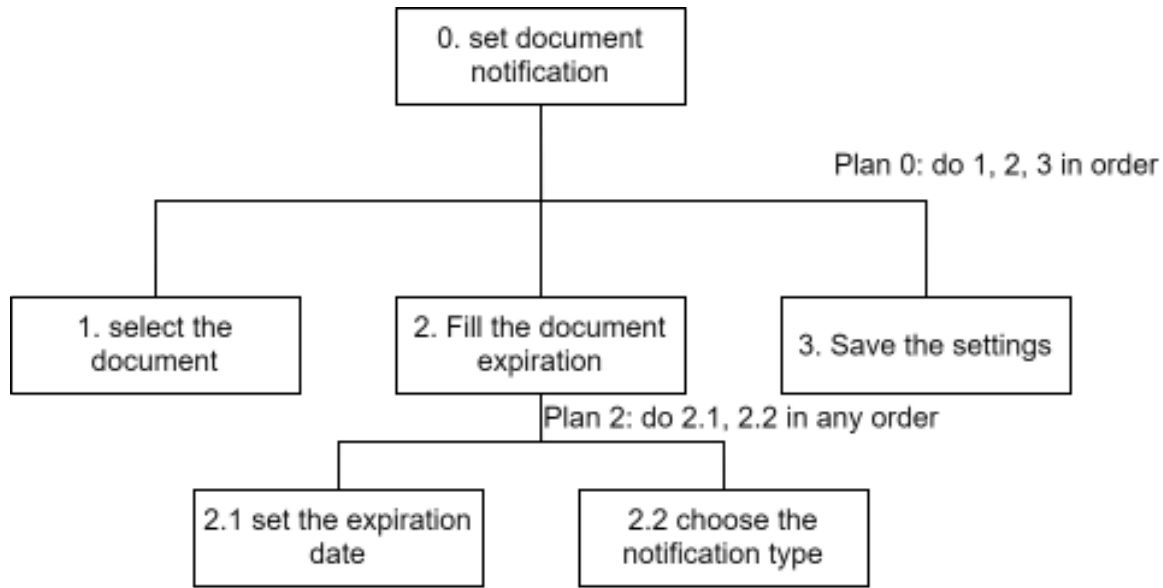 0. set document
notification
Plan 0: do 1, 2, 3 in order
1. select the
document
2. Fill the document
expiration
3. Save the settings
Plan 2: do 2.1, 2.2 in any order
2.1 set the expiration
date
2.2 choose the
notification type